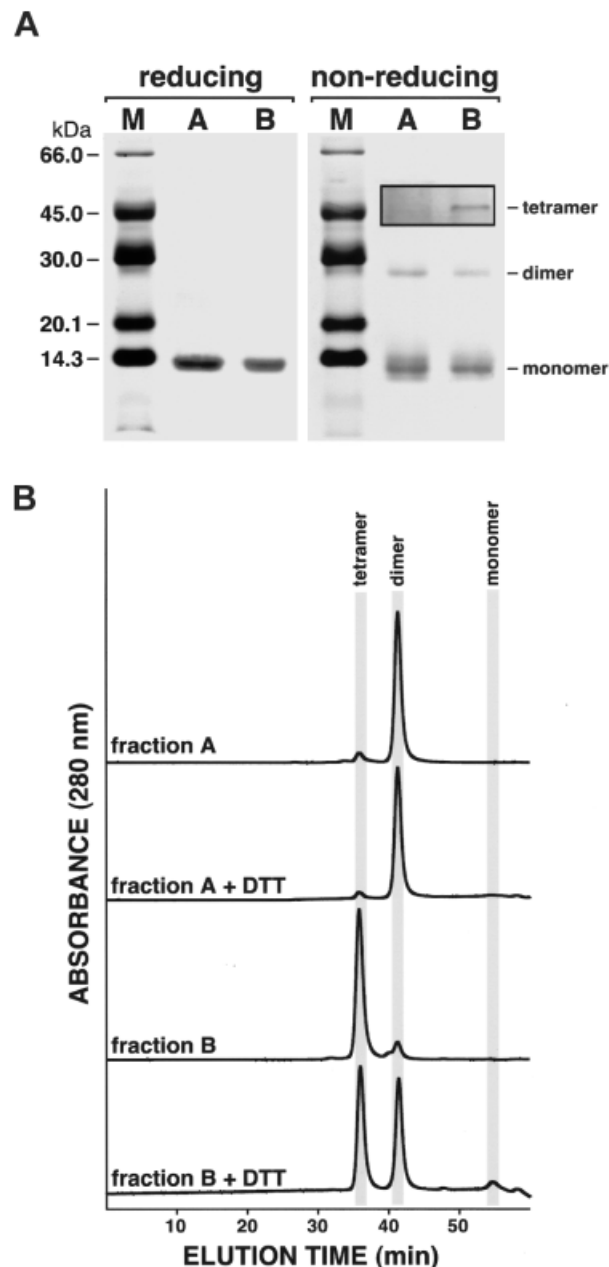 A
reducing non-reducing
kDa M A B M A B
66.0
45.0 tetramer
30.0 dimer
20.1
14.3 monomer
B
tetramer dimer monomer
ABSORBANCE (280 nm)
fraction A
fraction A + DTT
fraction B
fraction B + DTT
10 20 30 40 50
ELUTION TIME (min)